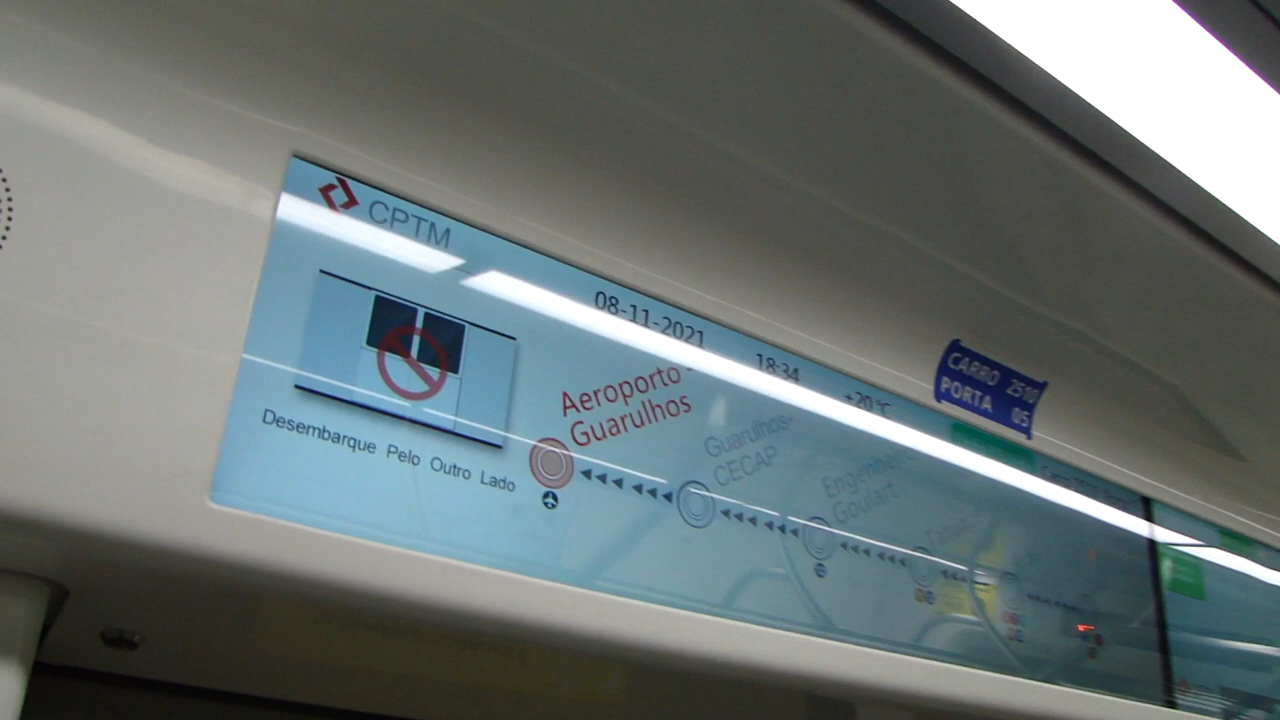 CPTM
08-11-2021
18:34
+20 °C
CARRO 2510
PORTA 05
Desembarque Pelo Outro Lado
Aeroporto -
Guarulhos
Guarulhos-
CECAP
Engenheiro
Goulart